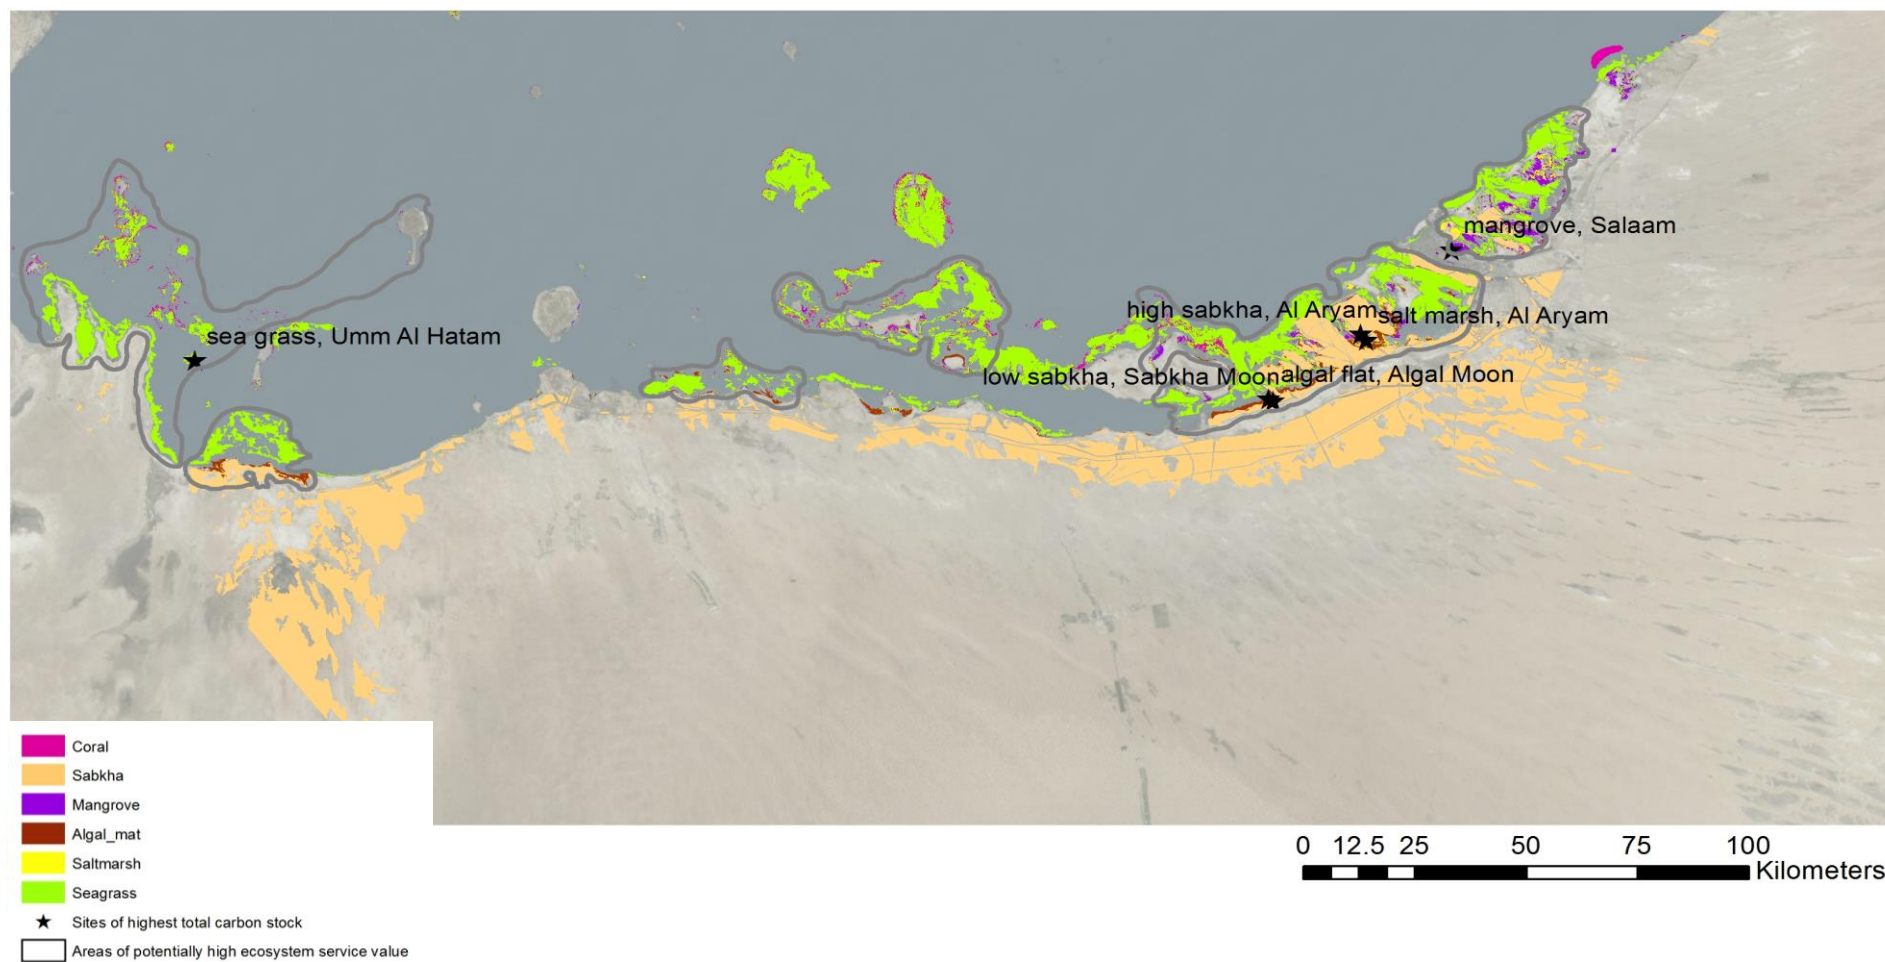 mangrove, Salaam
high sabkha, Al Aryam
salt marsh, Al Aryam
sea grass, Umm Al Hatam
low sabkha, Sabkha Moon
algal flat, Algal Moon
Coral
Sabkha
Mangrove
Algal_mat
Saltmarsh
Seagrass
Sites of highest total carbon stock
Areas of potentially high ecosystem service value
0 12.5 25 50 75 100
Kilometers